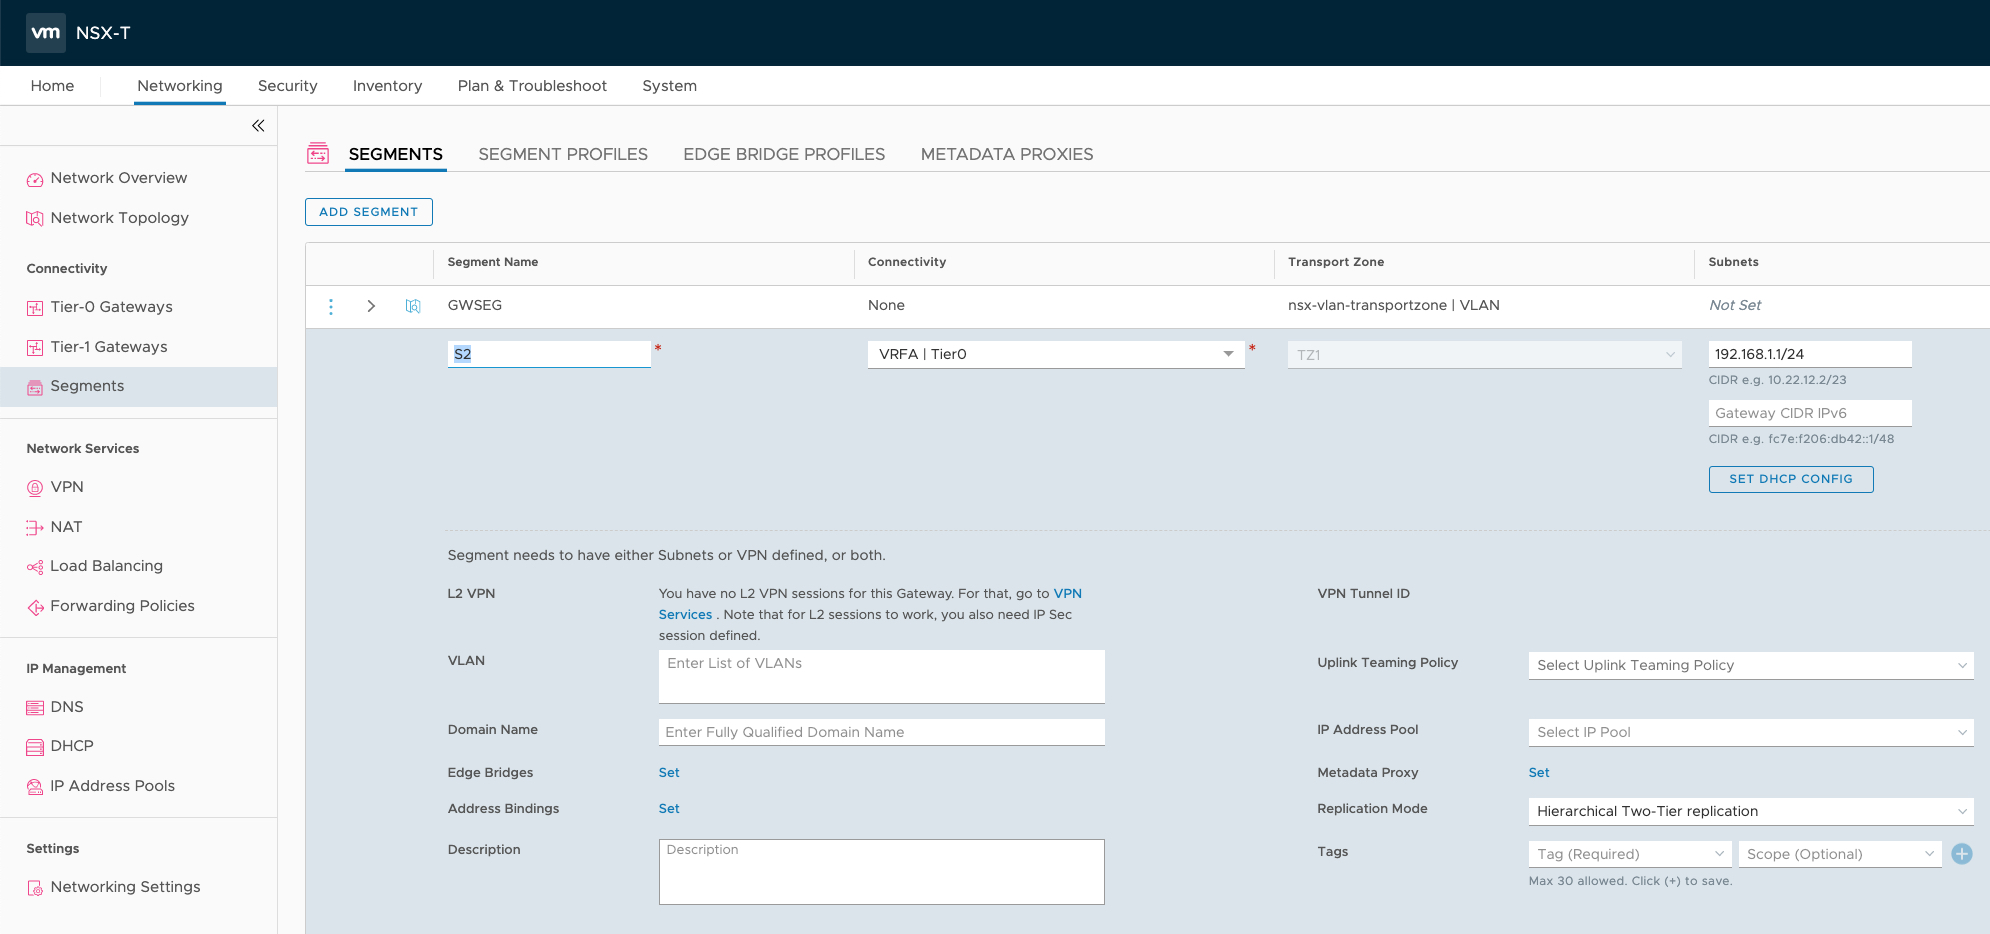 vm NSX-T
Home Networking Security Inventory Plan & Troubleshoot System
Network Overview
Network Topology
Connectivity
Tier-0 Gateways
Tier-1 Gateways
Segments
Network Services
VPN
NAT
Load Balancing
Forwarding Policies
IP Management
DNS
DHCP
IP Address Pools
Settings
Networking Settings
SEGMENTS SEGMENT PROFILES EDGE BRIDGE PROFILES METADATA PROXIES
ADD SEGMENT
Segment Name Connectivity Transport Zone Subnets
GWSEG None nsx-vlan-transportzone | VLAN Not Set
S2 * VRFA | Tier0 * TZ1 192.168.1.1/24
CIDR e.g. 10.22.12.2/23
Gateway CIDR IPv6
CIDR e.g. fc7e:f206:db42::1/48
SET DHCP CONFIG
Segment needs to have either Subnets or VPN defined, or both.
L2 VPN You have no L2 VPN sessions for this Gateway. For that, go to VPN VPN Tunnel ID
Services . Note that for L2 sessions to work, you also need IP Sec
session defined.
VLAN Enter List of VLANs Uplink Teaming Policy Select Uplink Teaming Policy
Domain Name Enter Fully Qualified Domain Name IP Address Pool Select IP Pool
Edge Bridges Set Metadata Proxy Set
Address Bindings Set Replication Mode Hierarchical Two-Tier replication
Description Description Tags Tag (Required) Scope (Optional)
Max 30 allowed. Click (+) to save.